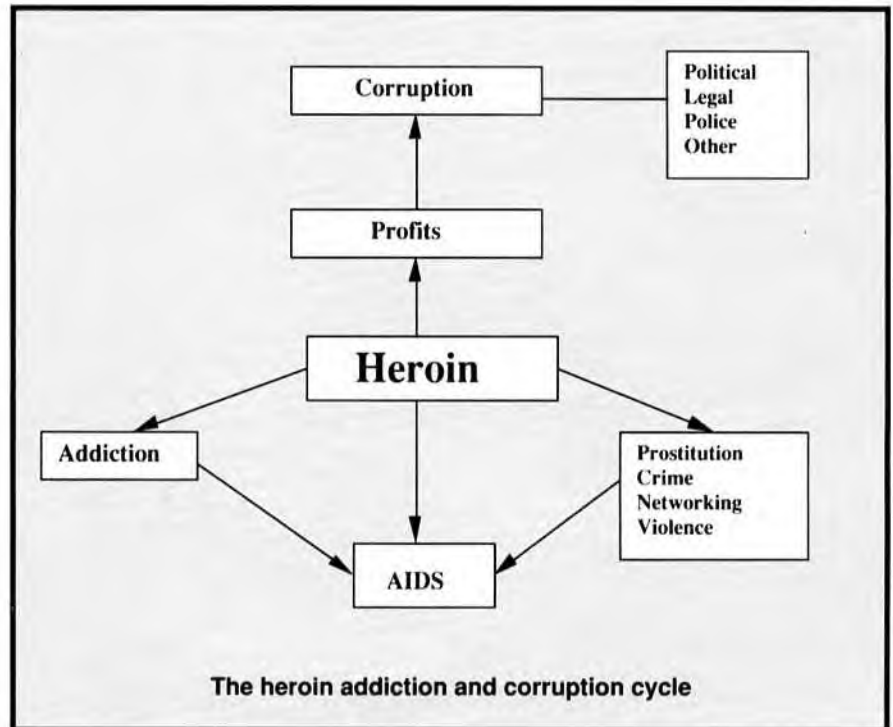 Corruption
Political
Legal
Police
Other
Profits
Heroin
Addiction
Prostitution
Crime
Networking
Violence
AIDS
The heroin addiction and corruption cycle